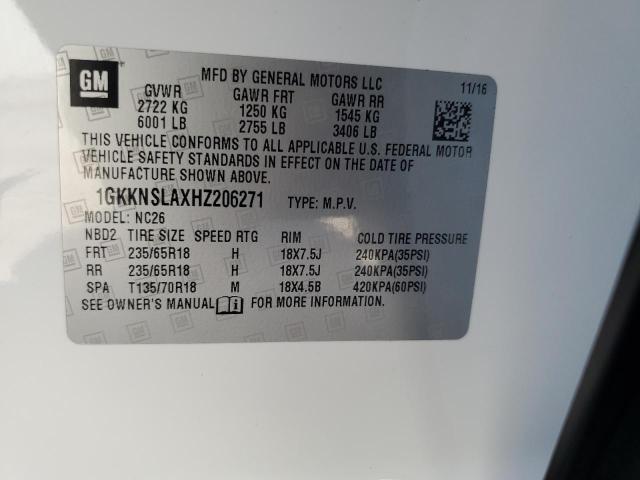 GM
MFD BY GENERAL MOTORS LLC
11/16
GVWR GAWR FRT GAWR RR
2722 KG 1250 KG 1545 KG
6001 LB 2755 LB 3406 LB
THIS VEHICLE CONFORMS TO ALL APPLICABLE U.S. FEDERAL MOTOR
VEHICLE SAFETY STANDARDS IN EFFECT ON THE DATE OF
MANUFACTURE SHOWN ABOVE.
1GKKNSLAXHZ206271 TYPE: M.P.V.
MODEL: NC26
NBD2 TIRE SIZE SPEED RTG RIM COLD TIRE PRESSURE
FRT 235/65R18 H 18X7.5J 240KPA(35PSI)
RR 235/65R18 H 18X7.5J 240KPA(35PSI)
SPA T135/70R18 M 18X4.5B 420KPA(60PSI)
SEE OWNER'S MANUAL FOR MORE INFORMATION.